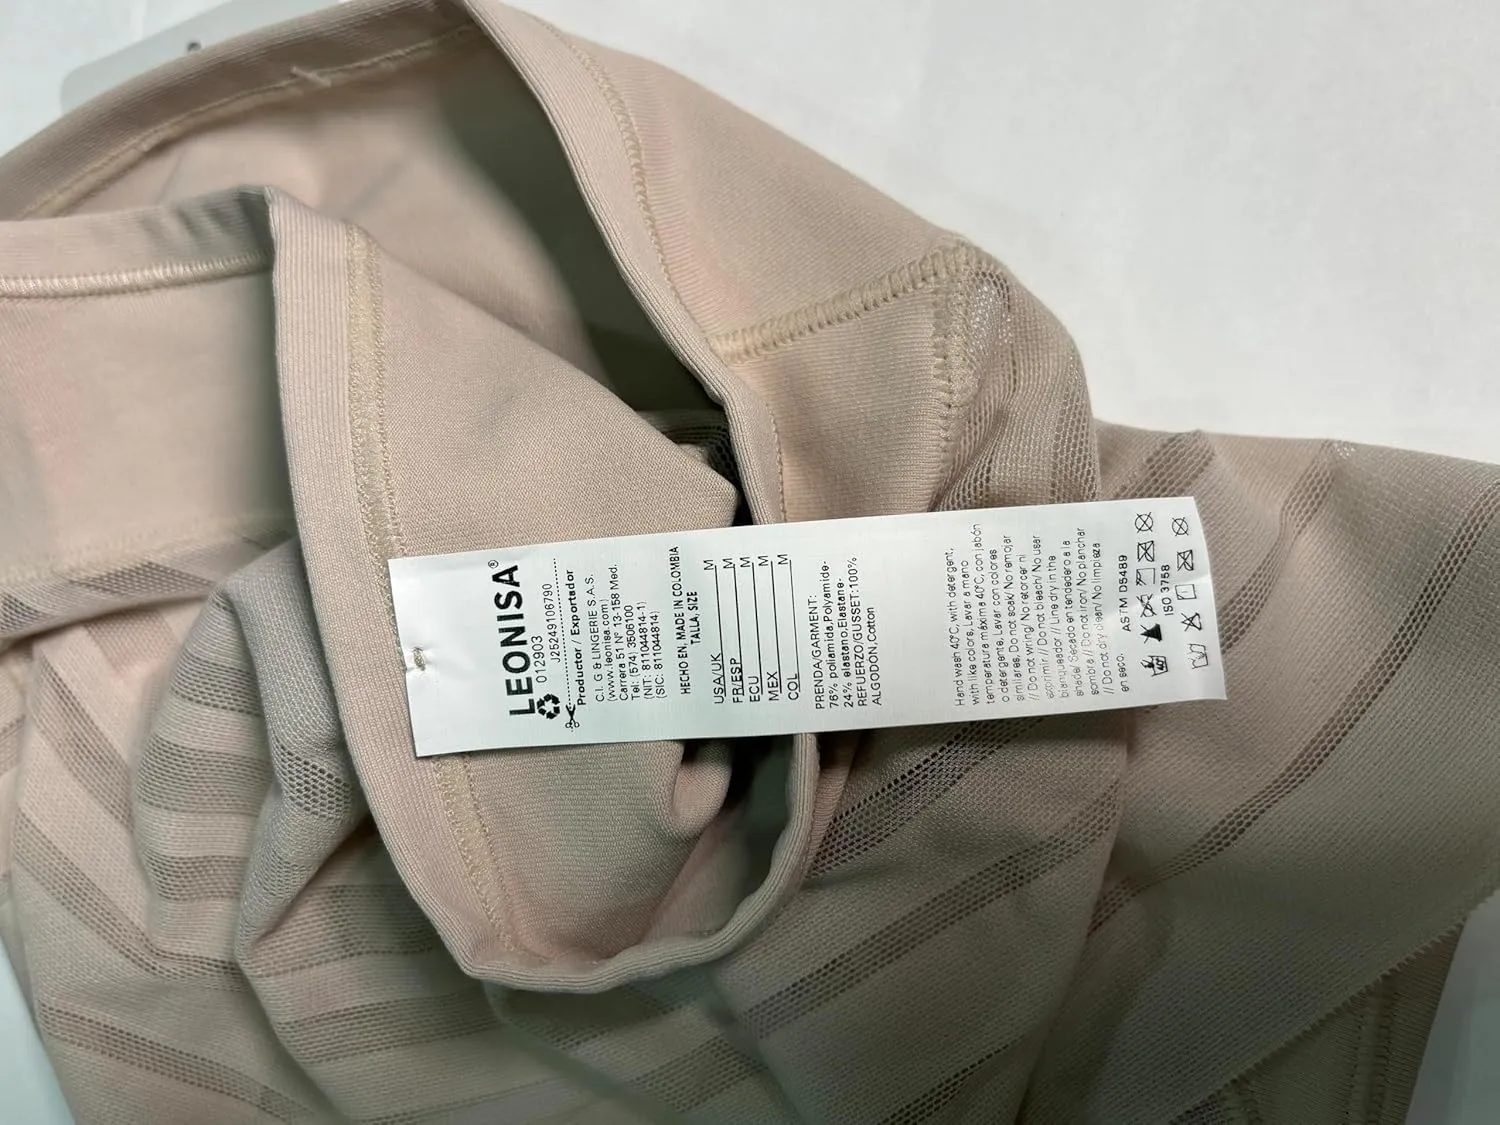 LEONISA®
012903
J25249106790
Productor / Exportador
C.I. G & LINGERIE S.A.S.
(www.leonisa.com)
Carrera 51 N° 13-158 Med.
Tel: (574) 3506100
(NIT: 811044814-1)
(SIC: 811044814)
HECHO EN, MADE IN COLOMBIA
TALLA, SIZE
USA/UK M
FR/ESP M
ECU M
MEX M
COL M
PRENDA/GARMENT:
76% poliamida,Polyamide-
24% elastano,Elastane-
REFUERZO/GUSSET:100%
ALGODÓN,Cotton
Hand wash 40°C, with detergent,
with like colors, Lavar a mano
temperatura máxima 40°C, con jabón
o detergente, Lavar con colores
similares, Do not soak/ No remojar
// Do not wring/ No retorcer ni
exprimir // Do not bleach/ No usar
blanqueador // Line dry in the
shade/ Secado en tendedero a la
sombra // Do not iron/ No planchar
// Do not dry clean/ No limpieza
en seco.
ASTM D5489
ISO 3758